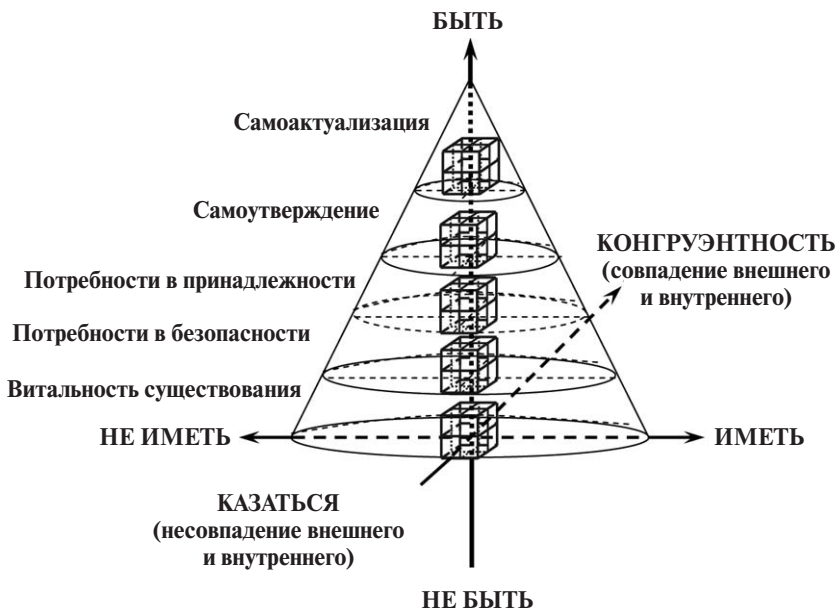 БЫТЬ
Самоактуализация
Самоутверждение
КОНГРУЭНТНОСТЬ
(совпадение внешнего
и внутреннего)
Потребности в принадлежности
Потребности в безопасности
Витальность существования
НЕ ИМЕТЬ
ИМЕТЬ
КАЗАТЬСЯ
(несовпадение внешнего
и внутреннего)
НЕ БЫТЬ